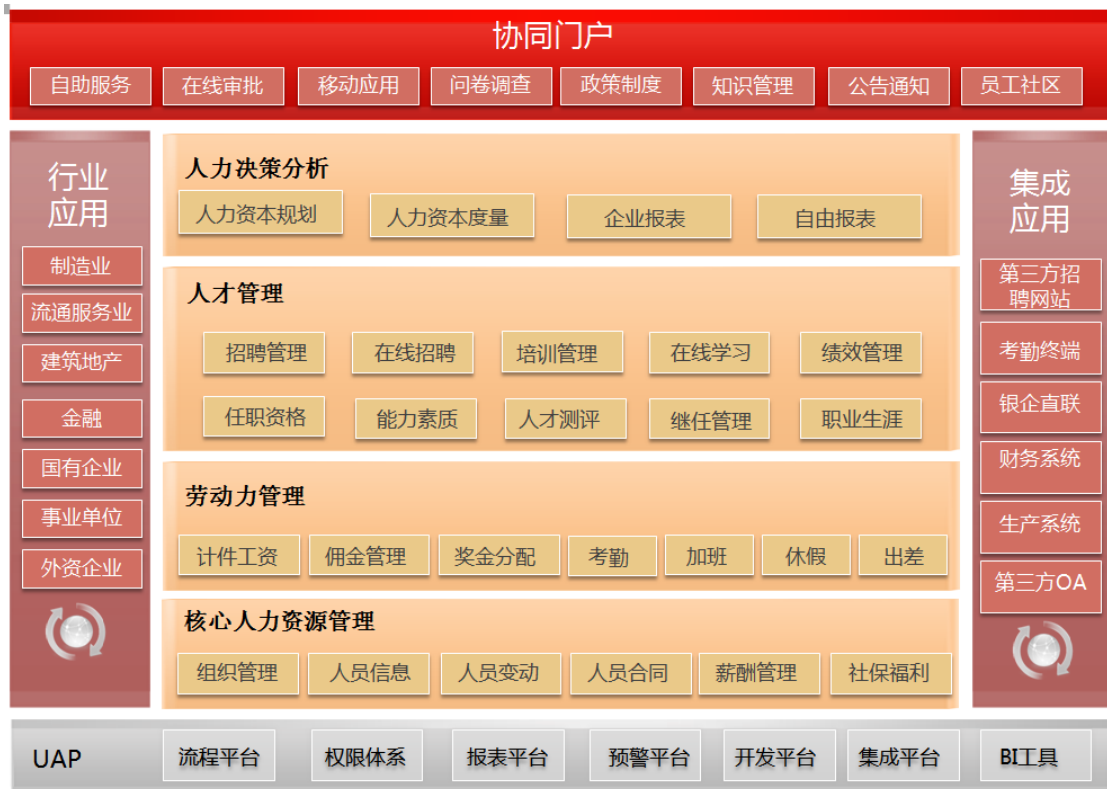 协同门户
自助服务 在线审批 移动应用 问卷调查 政策制度 知识管理 公告通知 员工社区
行业
应用
制造业
流通服务业
建筑地产
金融
国有企业
事业单位
外资企业
人力决策分析
人力资本规划 人力资本度量 企业报表 自由报表
人才管理
招聘管理 在线招聘 培训管理 在线学习 绩效管理
任职资格 能力素质 人才测评 继任管理 职业生涯
劳动力管理
计件工资 佣金管理 奖金分配 考勤 加班 休假 出差
核心人力资源管理
组织管理 人员信息 人员变动 人员合同 薪酬管理 社保福利
集成
应用
第三方招
聘网站
考勤终端
银企直联
财务系统
生产系统
第三方OA
UAP 流程平台 权限体系 报表平台 预警平台 开发平台 集成平台 BI工具